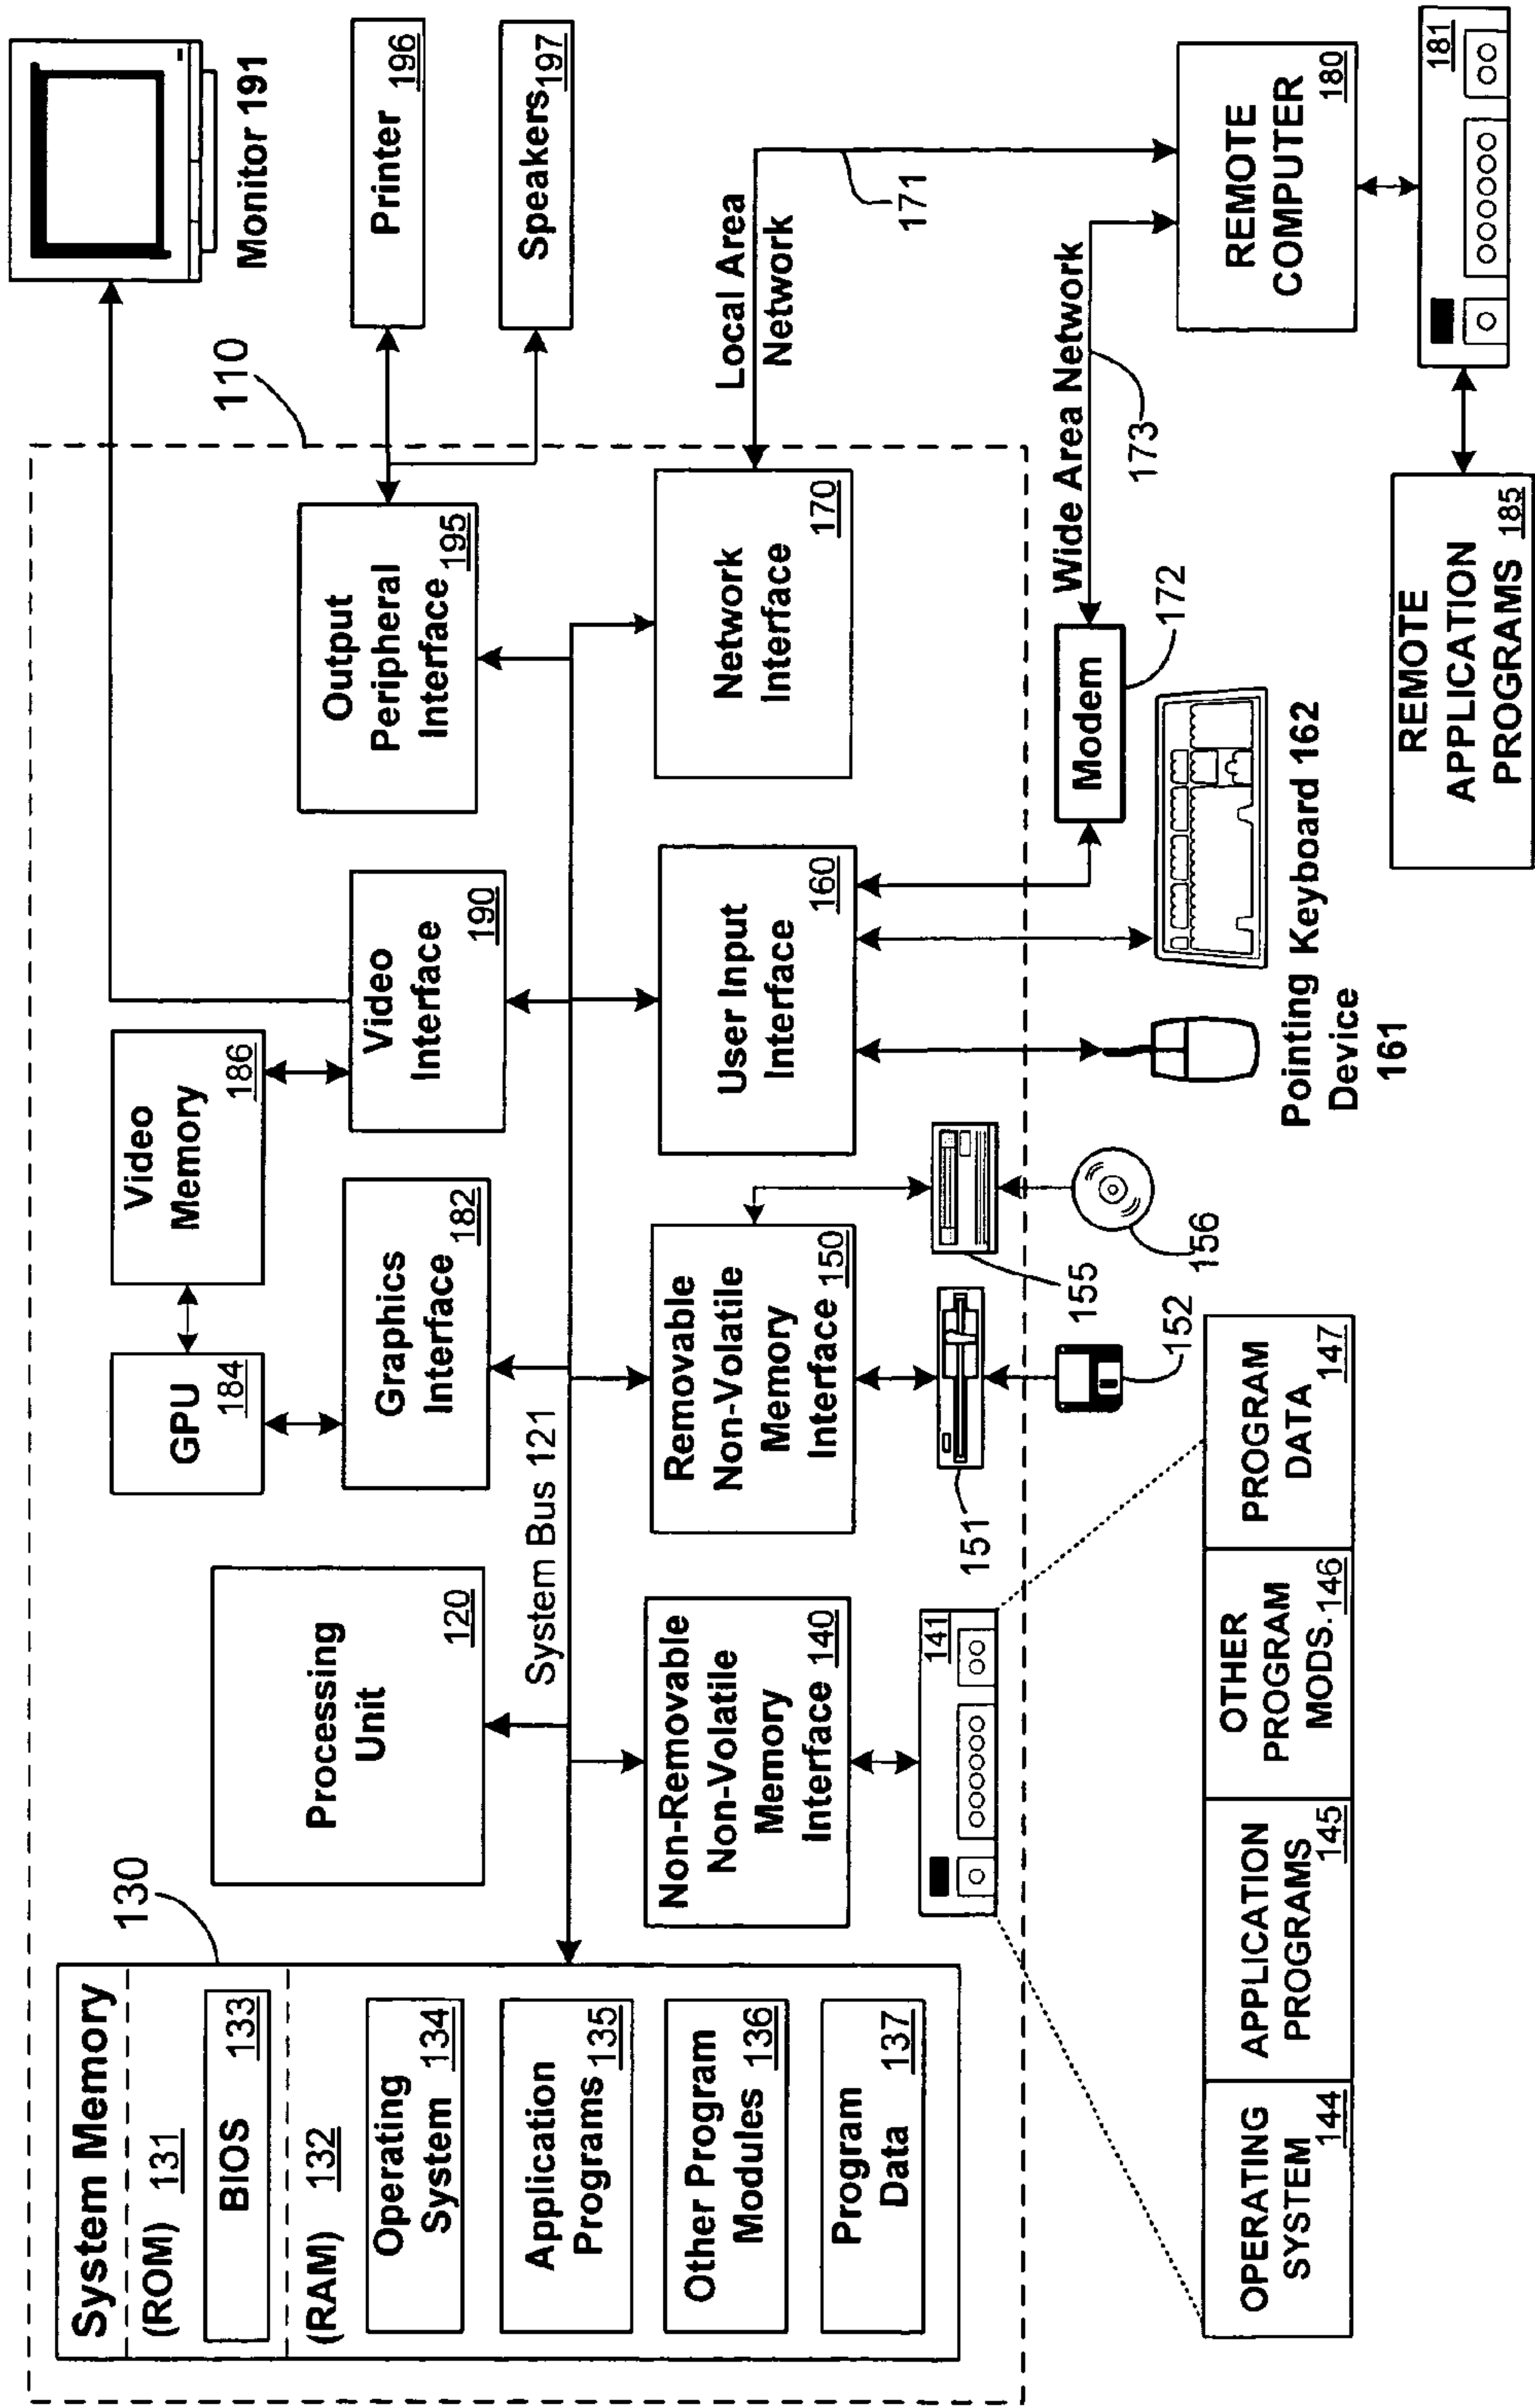 System Memory
(ROM) 131
BIOS 133
(RAM) 132
Operating
System 134
Application
Programs 135
Other Program
Modules 136
Program
Data 137
130
Processing
Unit
120
System Bus 121
GPU
184
Video
Memory
186
Graphics
Interface
182
Video
Interface
190
Output
Peripheral
Interface 195
110
Monitor 191
Printer
196
Speakers 197
Non-Removable
Non-Volatile
Memory
Interface 140
Removable
Non-Volatile
Memory
Interface 150
User Input
Interface
160
Network
Interface
170
Local Area
Network
171
141
151
152
155
156
Modem
172
Wide Area Network
173
Pointing
Device
161
Keyboard 162
REMOTE
COMPUTER
180
181
REMOTE
APPLICATION
PROGRAMS 185
OPERATING
SYSTEM 144
APPLICATION
PROGRAMS 145
OTHER
PROGRAM
MODS. 146
PROGRAM
DATA
147